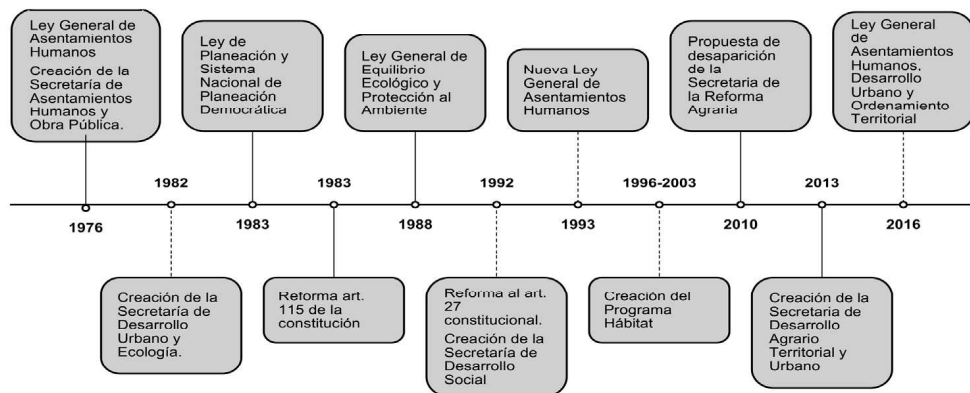 Ley General de
Asentamientos
Humanos
Creación de la
Secretaría de
Asentamientos
Humanos y
Obra Pública.
Ley de
Planeación y
Sistema
Nacional de
Planeación
Democrática
Ley General de
Equilibrio
Ecológico y
Protección al
Ambiente
Nueva Ley
General de
Asentamientos
Humanos
Propuesta de
desaparición
de la
Secretaria de
la Reforma
Agraria
Ley General
de
Asentamientos
Humanos,
Desarrollo
Urbano y
Ordenamiento
Territorial
1982
1983
1992
1996-2003
2013
1976
1983
1988
1993
2010
2016
Creación de la
Secretaría de
Desarrollo
Urbano y
Ecología.
Reforma art.
115 de la
constitución
Reforma al art.
27
constitucional.
Creación de la
Secretaría de
Desarrollo
Social
Creación del
Programa
Hábitat
Creación de la
Secretaria de
Desarrollo
Agrario
Territorial y
Urbano